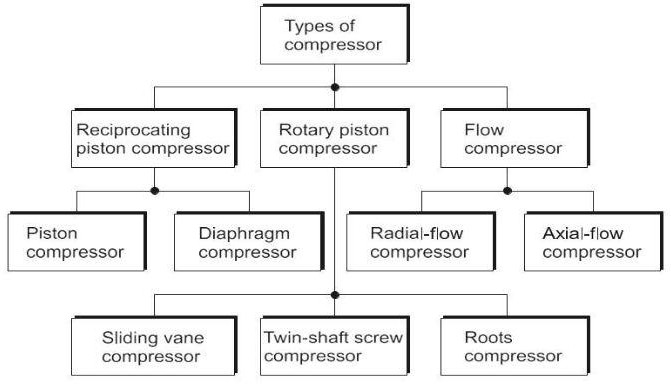 Types of
compressor
Reciprocating
piston compressor
Rotary piston
compressor
Flow
compressor
Piston
compressor
Diaphragm
compressor
Radial-flow
compressor
Axial-flow
compressor
Sliding vane
compressor
Twin-shaft screw
compressor
Roots
compressor